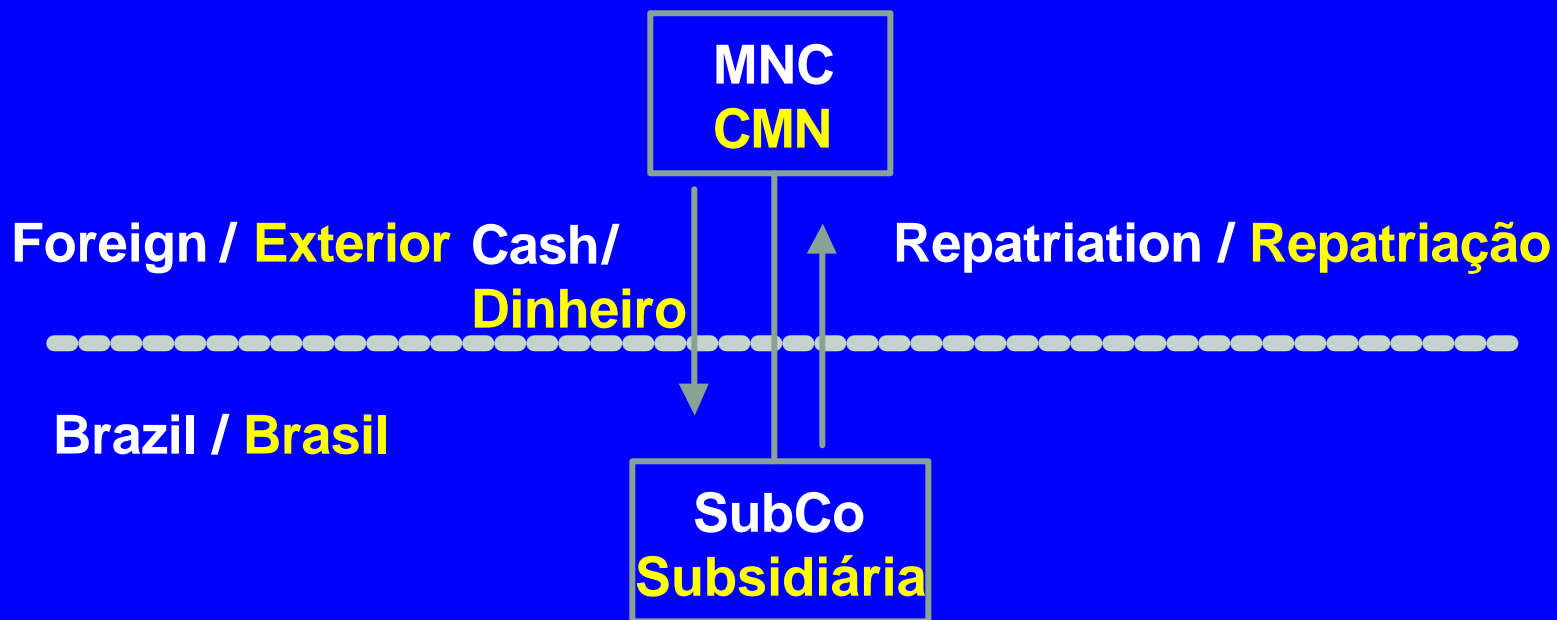 MNC
CMN
Foreign / Exterior
Cash/
Dinheiro
Repatriation / Repatriação
Brazil / Brasil
SubCo
Subsidiária